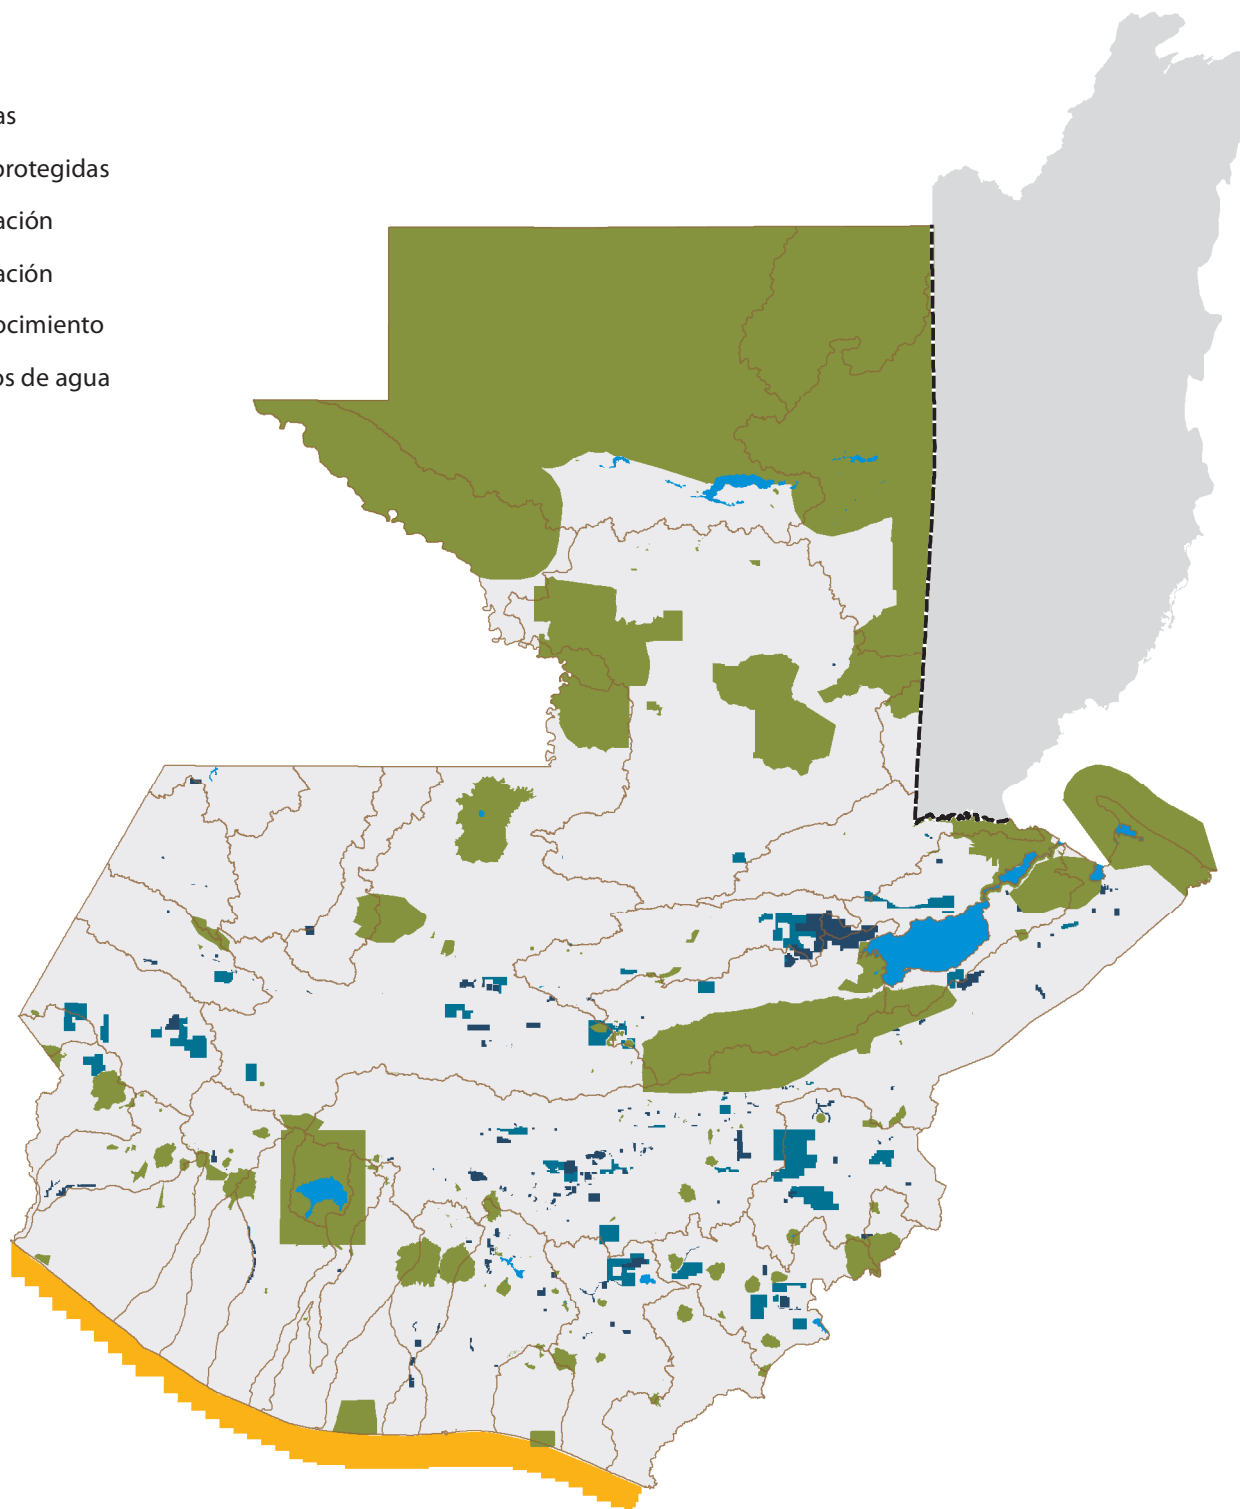 as
protegidas
ación
ación
ocimiento
os de agua